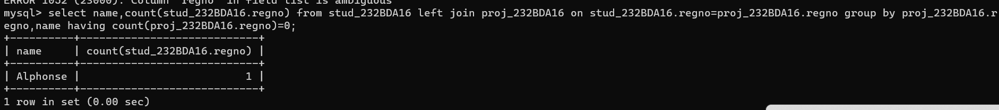 ERROR 1052 (23000): Column 'regno' in field list is ambiguous
mysql> select name,count(stud_232BDA16.regno) from stud_232BDA16 left join proj_232BDA16 on stud_232BDA16.regno=proj_232BDA16.regno group by proj_232BDA16.r
egno,name having count(proj_232BDA16.regno)=0;
+----------+----------------------------+
| name     | count(stud_232BDA16.regno) |
+----------+----------------------------+
| Alphonse |                          1 |
+----------+----------------------------+
1 row in set (0.00 sec)